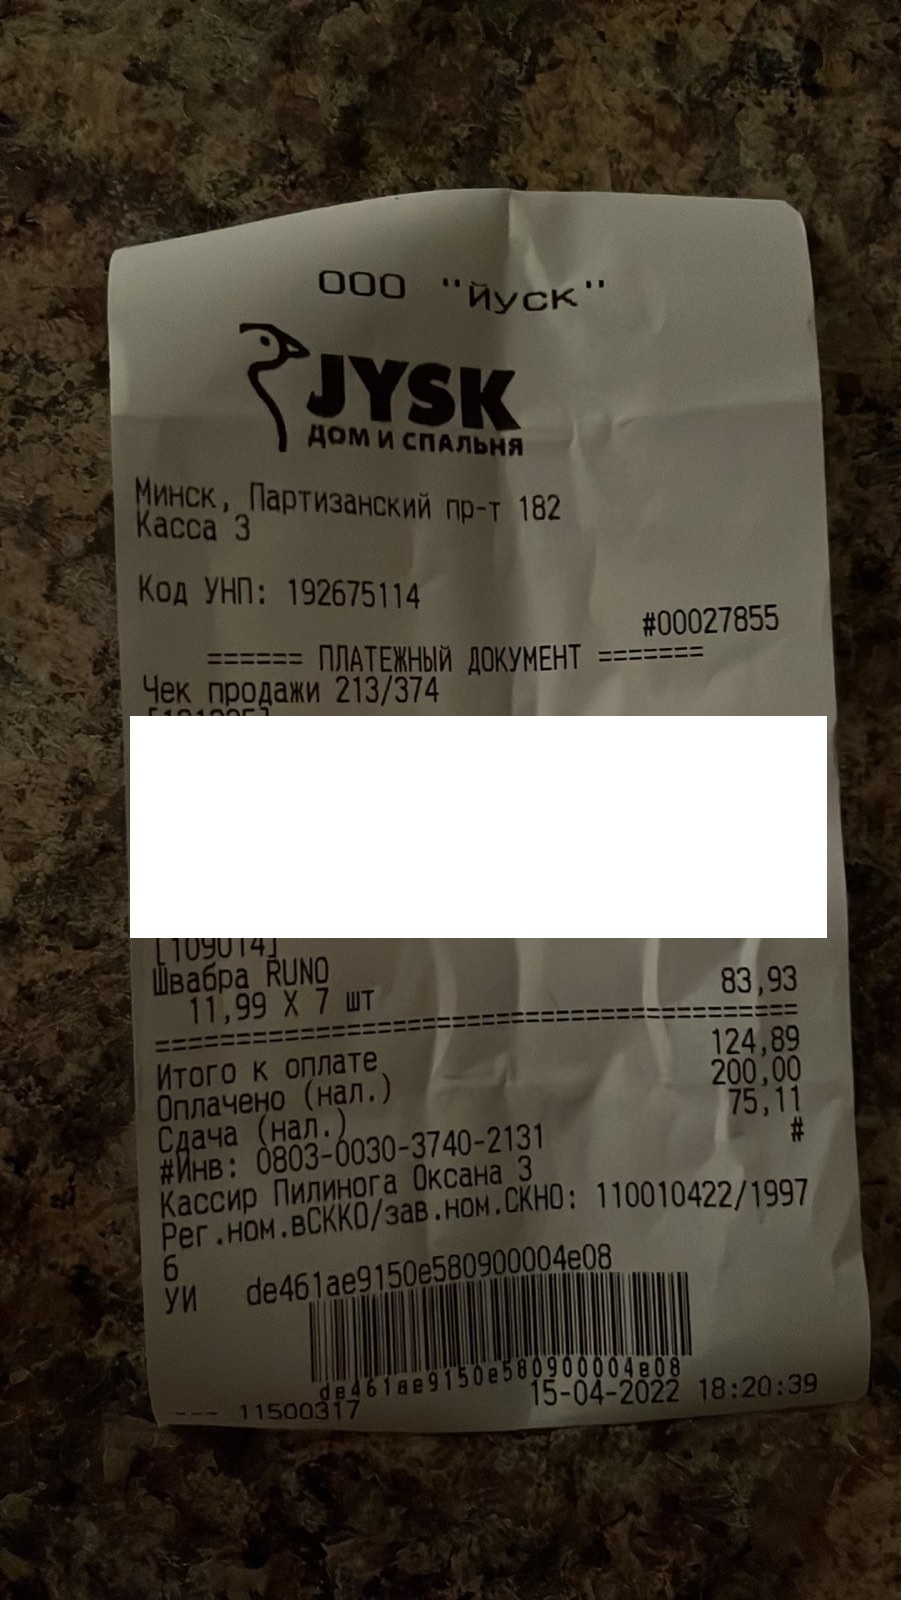 ООО "Йуск"
JYSK
ДОМ И СПАЛЬНЯ
Минск, Партизанский пр-т 182
Касса 3
Код УНП: 192675114
#00027855
====== ПЛАТЕЖНЫЙ ДОКУМЕНТ =======
Чек продажи 213/374
[109014]
Швабра RUNO
11,99 X 7 шт 83,93
Итого к оплате 124,89
Оплачено (нал.) 200,00
Сдача (нал.) 75,11
#Инв: 0803-0030-3740-2131 #
Кассир Пилинога Оксана З
Рег.ном.вСККО/зав.ном.СКНО: 110010422/1997
6
УИ de461ae9150e580900004e08
de461ae9150e580900004e08
15-04-2022 18:20:39
--- 11500317